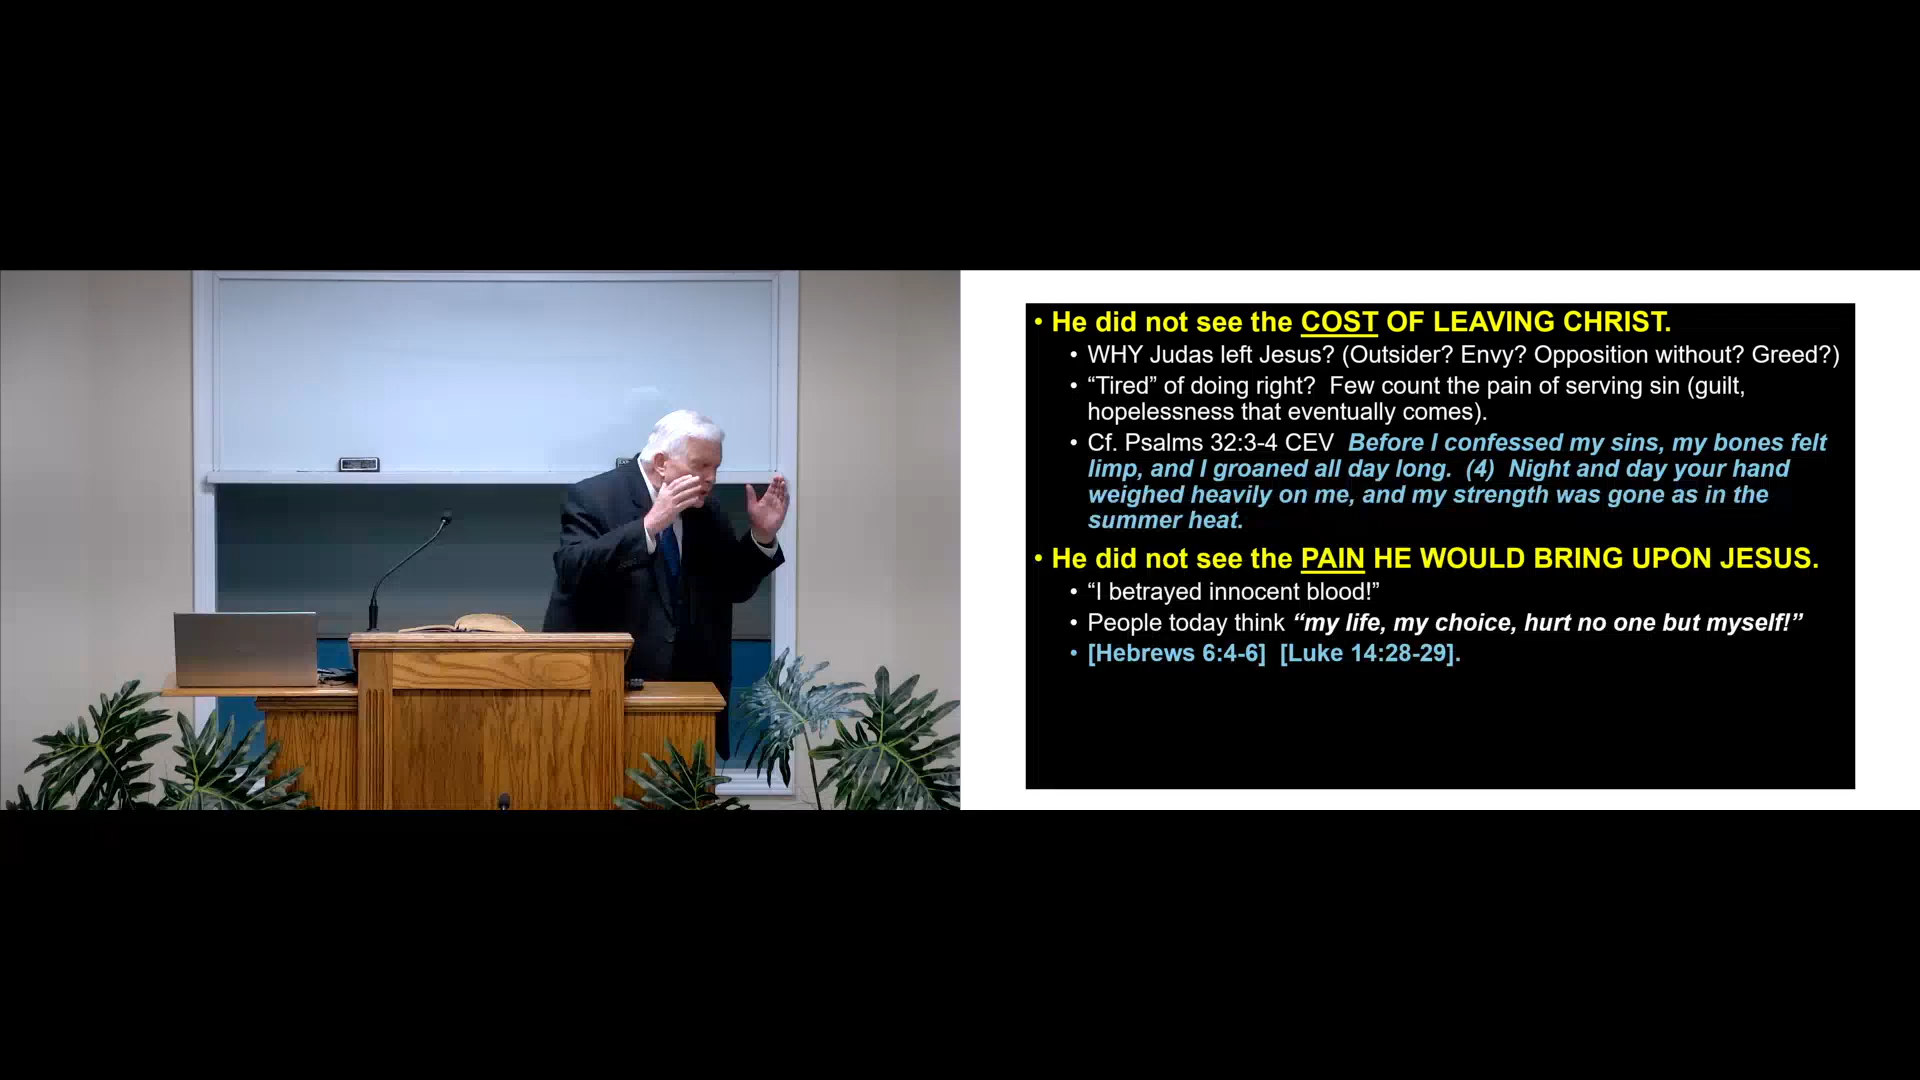 • He did not see the COST OF LEAVING CHRIST.
• WHY Judas left Jesus? (Outsider? Envy? Opposition without? Greed?)
• “Tired” of doing right?  Few count the pain of serving sin (guilt,
hopelessness that eventually comes).
• Cf. Psalms 32:3-4 CEV  Before I confessed my sins, my bones felt
limp, and I groaned all day long.  (4)  Night and day your hand
weighed heavily on me, and my strength was gone as in the
summer heat.
• He did not see the PAIN HE WOULD BRING UPON JESUS.
• “I betrayed innocent blood!”
• People today think “my life, my choice, hurt no one but myself!”
• [Hebrews 6:4-6]  [Luke 14:28-29].